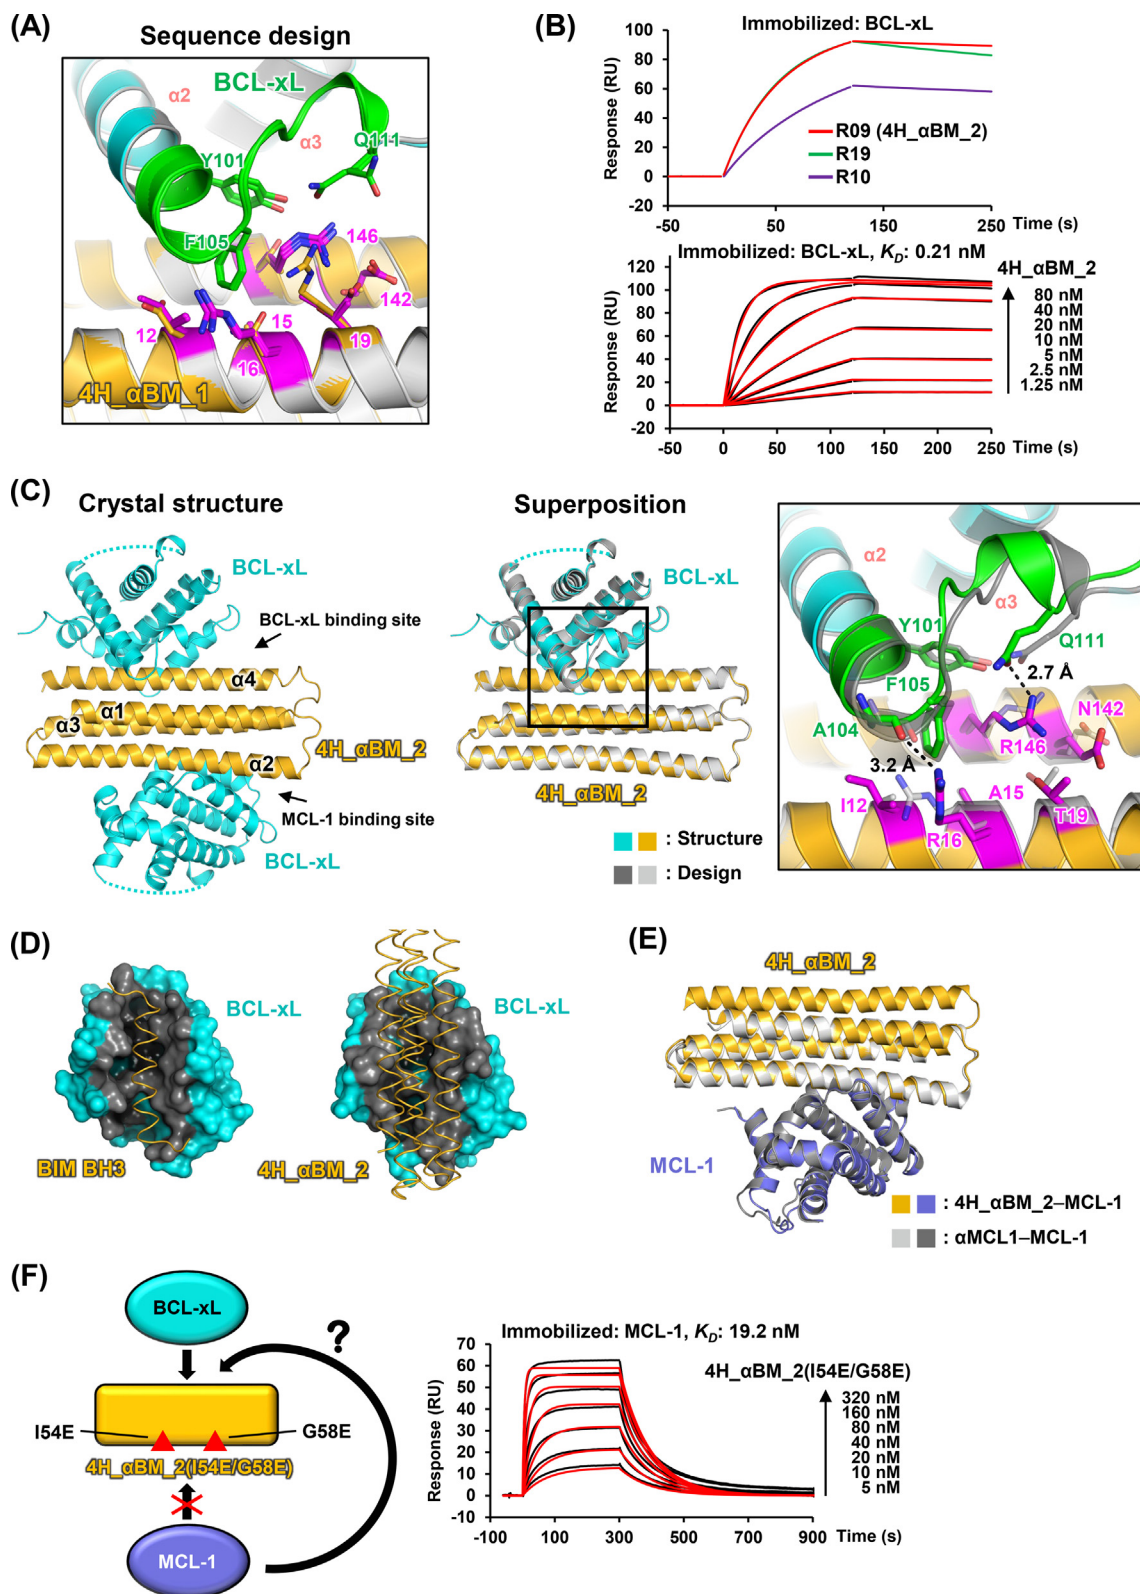 (A)
Sequence design
BCL-xL
α2
α3
Q111
Y101
F105
146
142
12
15
19
16
4H_αBM_1
(B)
Immobilized: BCL-xL
Response (RU)
100
80
60
40
20
0
-20
R09 (4H_αBM_2)
R19
R10
-50
0
50
100
150
200
250
Time (s)
Immobilized: BCL-xL, KD: 0.21 nM
Response (RU)
120
100
80
60
40
20
0
-20
4H_αBM_2
80 nM
40 nM
20 nM
10 nM
5 nM
2.5 nM
1.25 nM
-50
0
50
100
150
200
250
Time (s)
(C)
Crystal structure
BCL-xL
BCL-xL binding site
α4
α1
α3
4H_αBM_2
α2
MCL-1 binding site
BCL-xL
Superposition
BCL-xL
4H_αBM_2
: Structure
: Design
α2
α3
Y101
Q111
F105
2.7 Å
A104
N142
R146
3.2 Å
I12
A15
T19
R16
(D)
BCL-xL
BIM BH3
BCL-xL
4H_αBM_2
(E)
4H_αBM_2
MCL-1
: 4H_αBM_2–MCL-1
: αMCL1–MCL-1
(F)
BCL-xL
?
I54E
G58E
4H_αBM_2(I54E/G58E)
MCL-1
Immobilized: MCL-1, KD: 19.2 nM
Response (RU)
70
60
50
40
30
20
10
0
-10
4H_αBM_2(I54E/G58E)
320 nM
160 nM
80 nM
40 nM
20 nM
10 nM
5 nM
-100
100
300
500
700
900
Time (s)